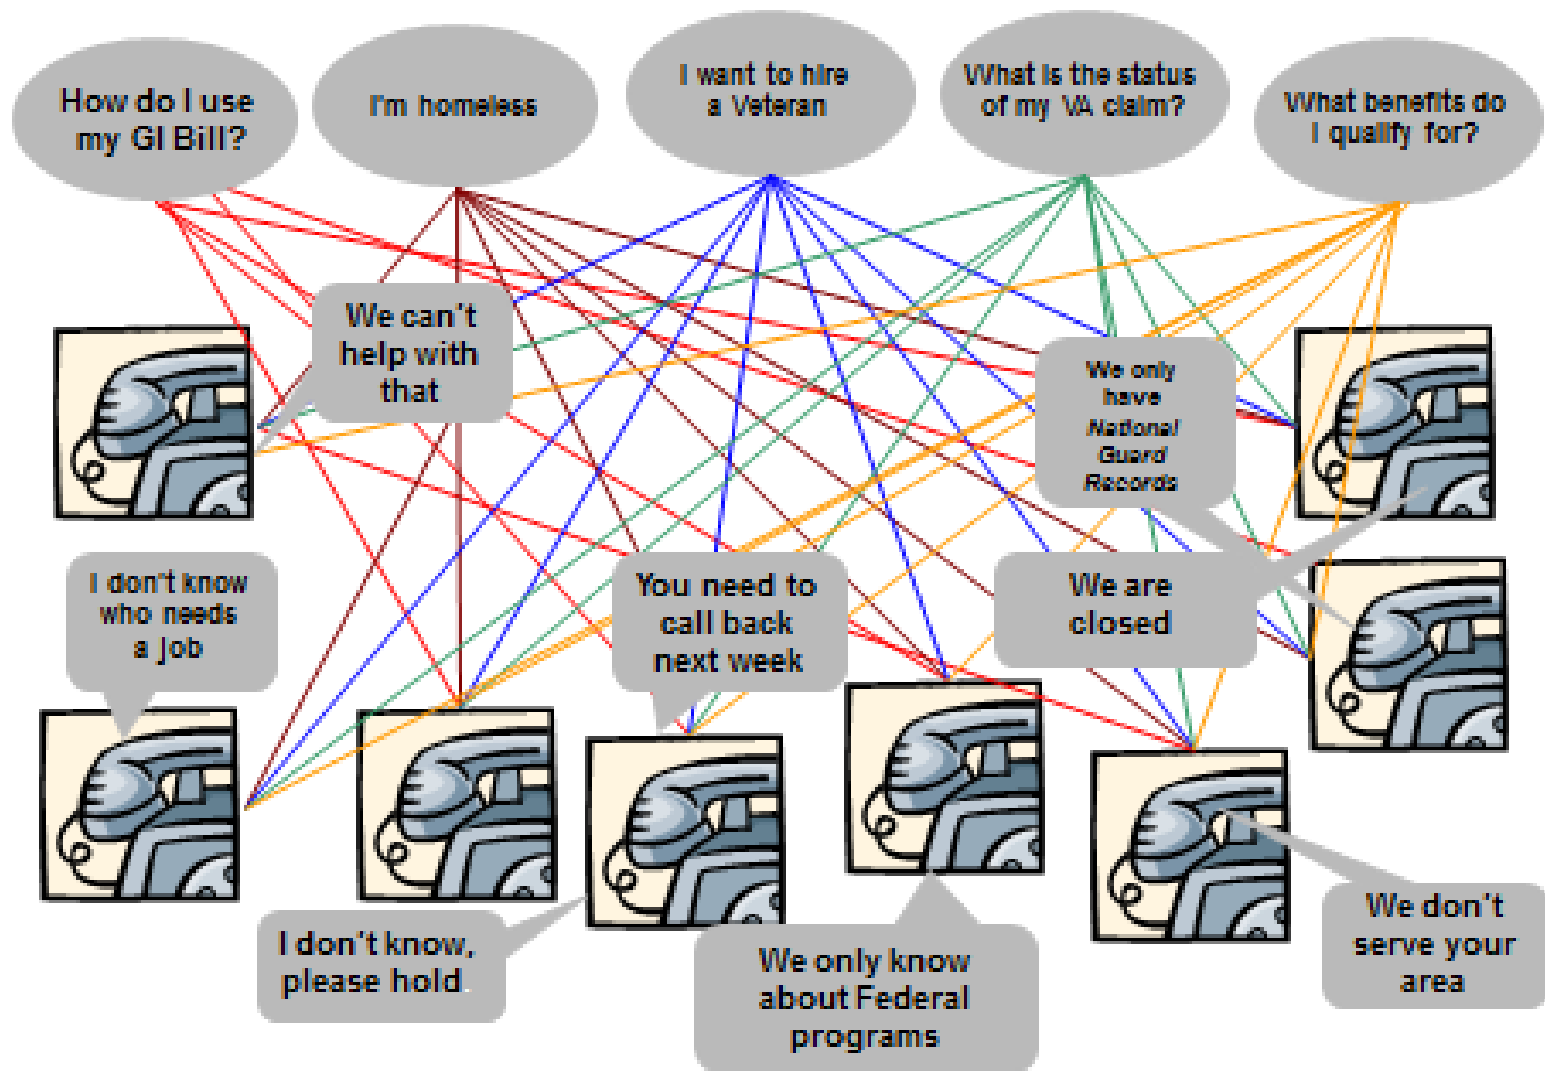 How do I use
my GI Bill?
I'm homeless
I want to hire
a Veteran
What is the status
of my VA claim?
What benefits do
I qualify for?
We can't
help with
that
We only
have
National
Guard
Records
I don't know
who needs
a job
You need to
call back
next week
We are
closed
I don't know,
please hold.
We only know
about Federal
programs
We don't
serve your
area